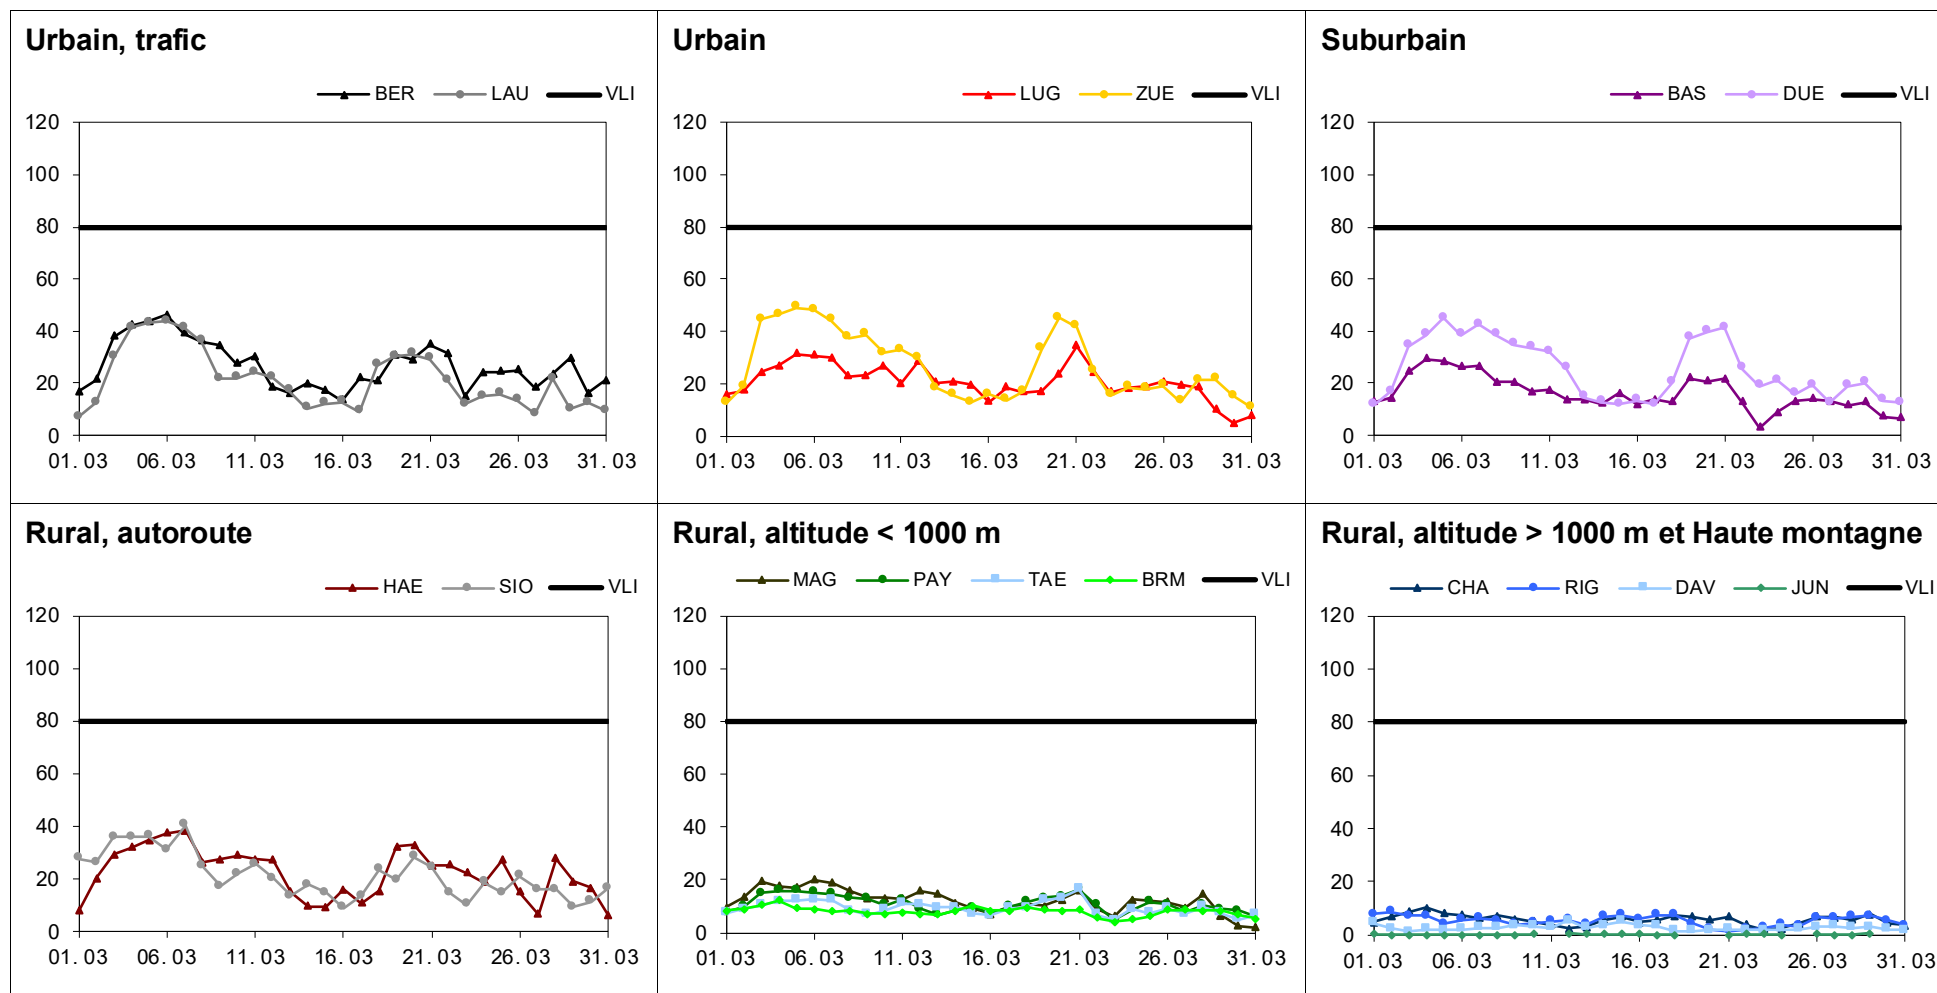 Urbain, trafic
BER LAU VLI
120
100
80
60
40
20
0
01.03 06.03 11.03 16.03 21.03 26.03 31.03
Urbain
LUG ZUE VLI
120
100
80
60
40
20
0
01.03 06.03 11.03 16.03 21.03 26.03 31.03
Suburbain
BAS DUE VLI
120
100
80
60
40
20
0
01.03 06.03 11.03 16.03 21.03 26.03 31.03
Rural, autoroute
HAE SIO VLI
120
100
80
60
40
20
0
01.03 06.03 11.03 16.03 21.03 26.03 31.03
Rural, altitude < 1000 m
MAG PAY TAE BRM VLI
120
100
80
60
40
20
0
01.03 06.03 11.03 16.03 21.03 26.03 31.03
Rural, altitude > 1000 m et Haute montagne
CHA RIG DAV JUN VLI
120
100
80
60
40
20
0
01.03 06.03 11.03 16.03 21.03 26.03 31.03